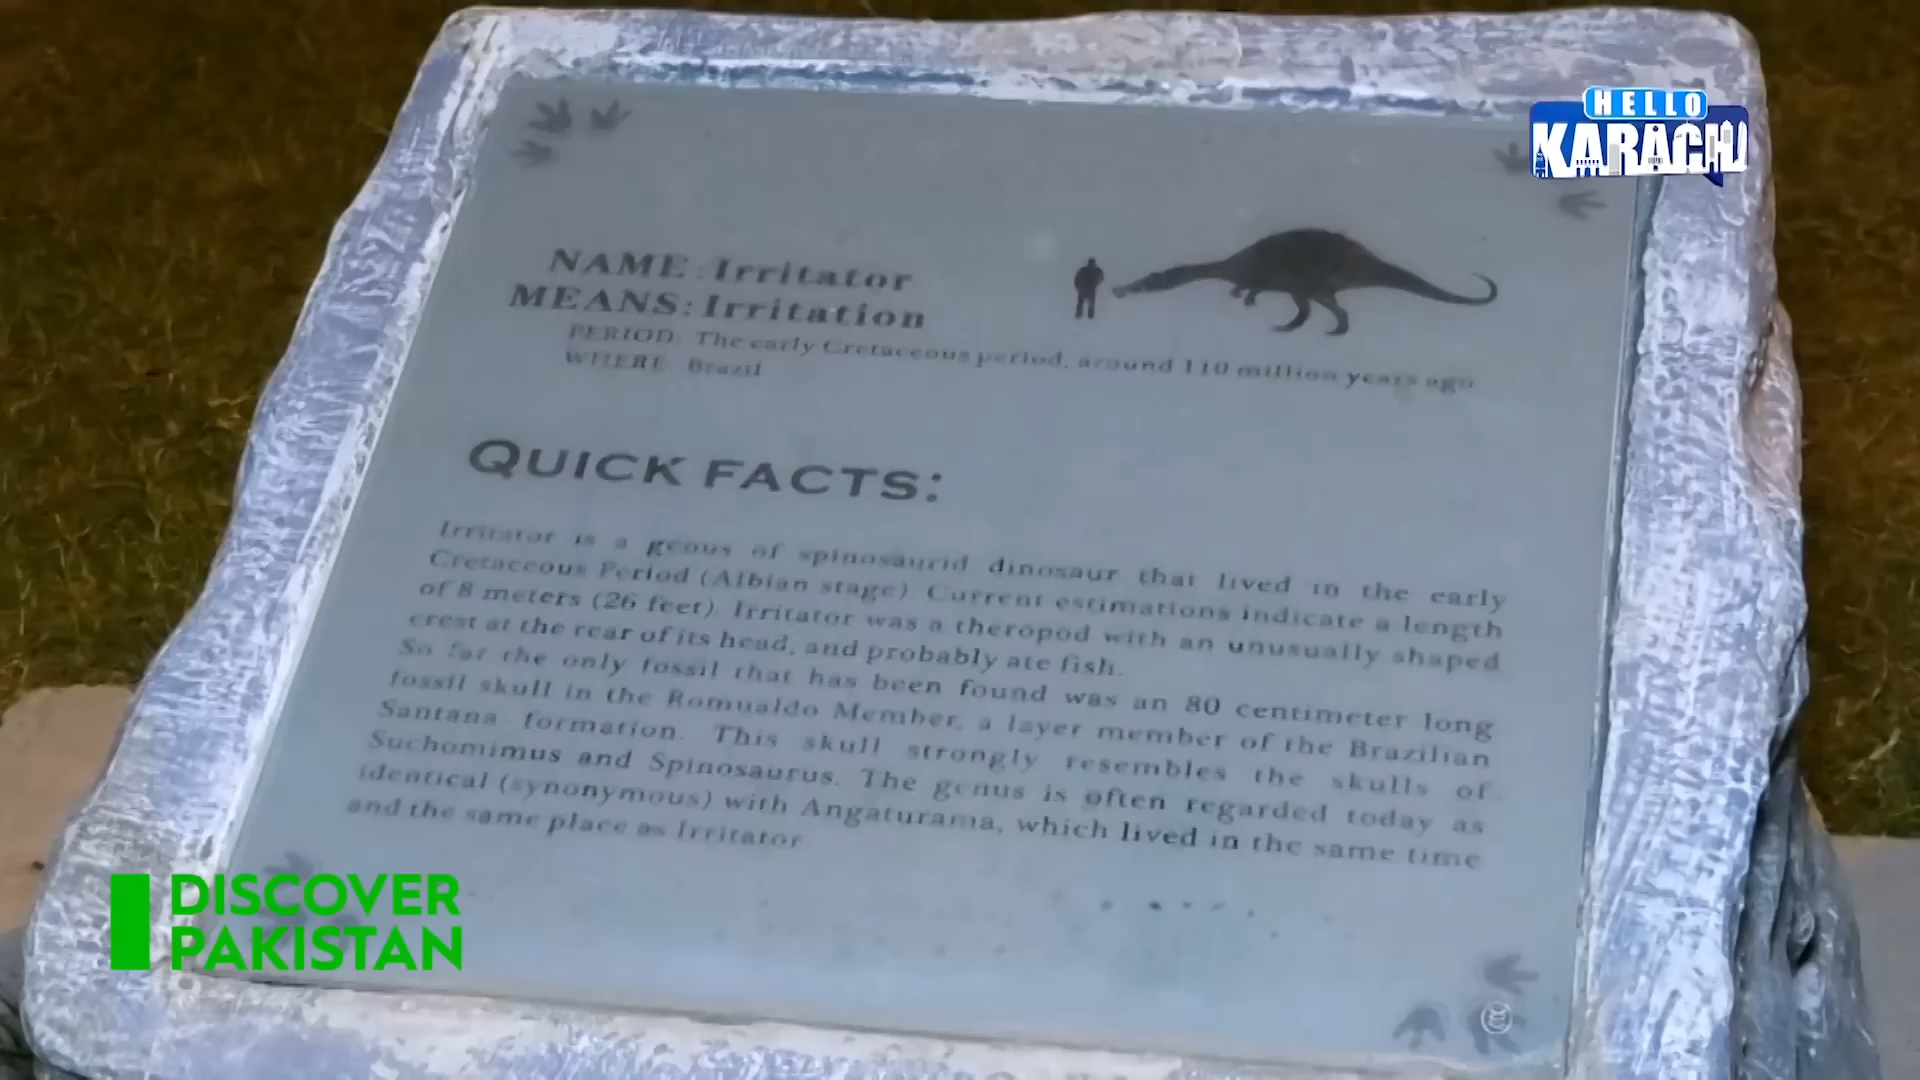 HELLO
KARACHI
NAME: Irritator
MEANS: Irritation
PERIOD: The early Cretaceous period, around 110 million years ago
WHERE: Brazil
QUICK FACTS:
Irritator is a genus of spinosaurid dinosaur that lived in the early
Cretaceous Period (Albian stage). Current estimations indicate a length
of 8 meters (26 feet). Irritator was a theropod with an unusually shaped
crest at the rear of its head, and probably ate fish.
So far the only fossil that has been found was an 80 centimeter long
fossil skull in the Romualdo Member, a layer member of the Brazilian
Santana formation. This skull strongly resembles the skulls of
Suchomimus and Spinosaurus. The genus is often regarded today as
identical (synonymous) with Angaturama, which lived in the same time
and the same place as Irritator
DISCOVER
PAKISTAN